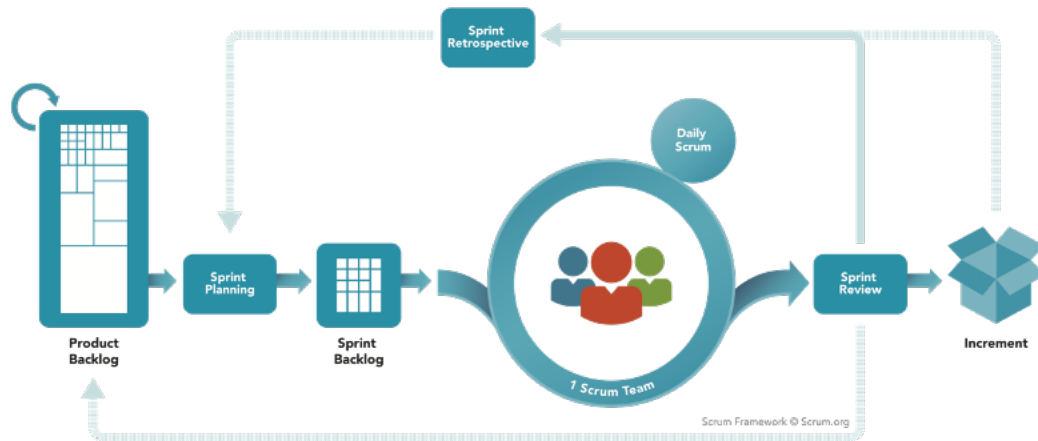 Sprint
Retrospective
Daily
Scrum
Sprint
Planning
Sprint
Review
Product
Backlog
Sprint
Backlog
1 Scrum Team
Increment
Scrum Framework © Scrum.org